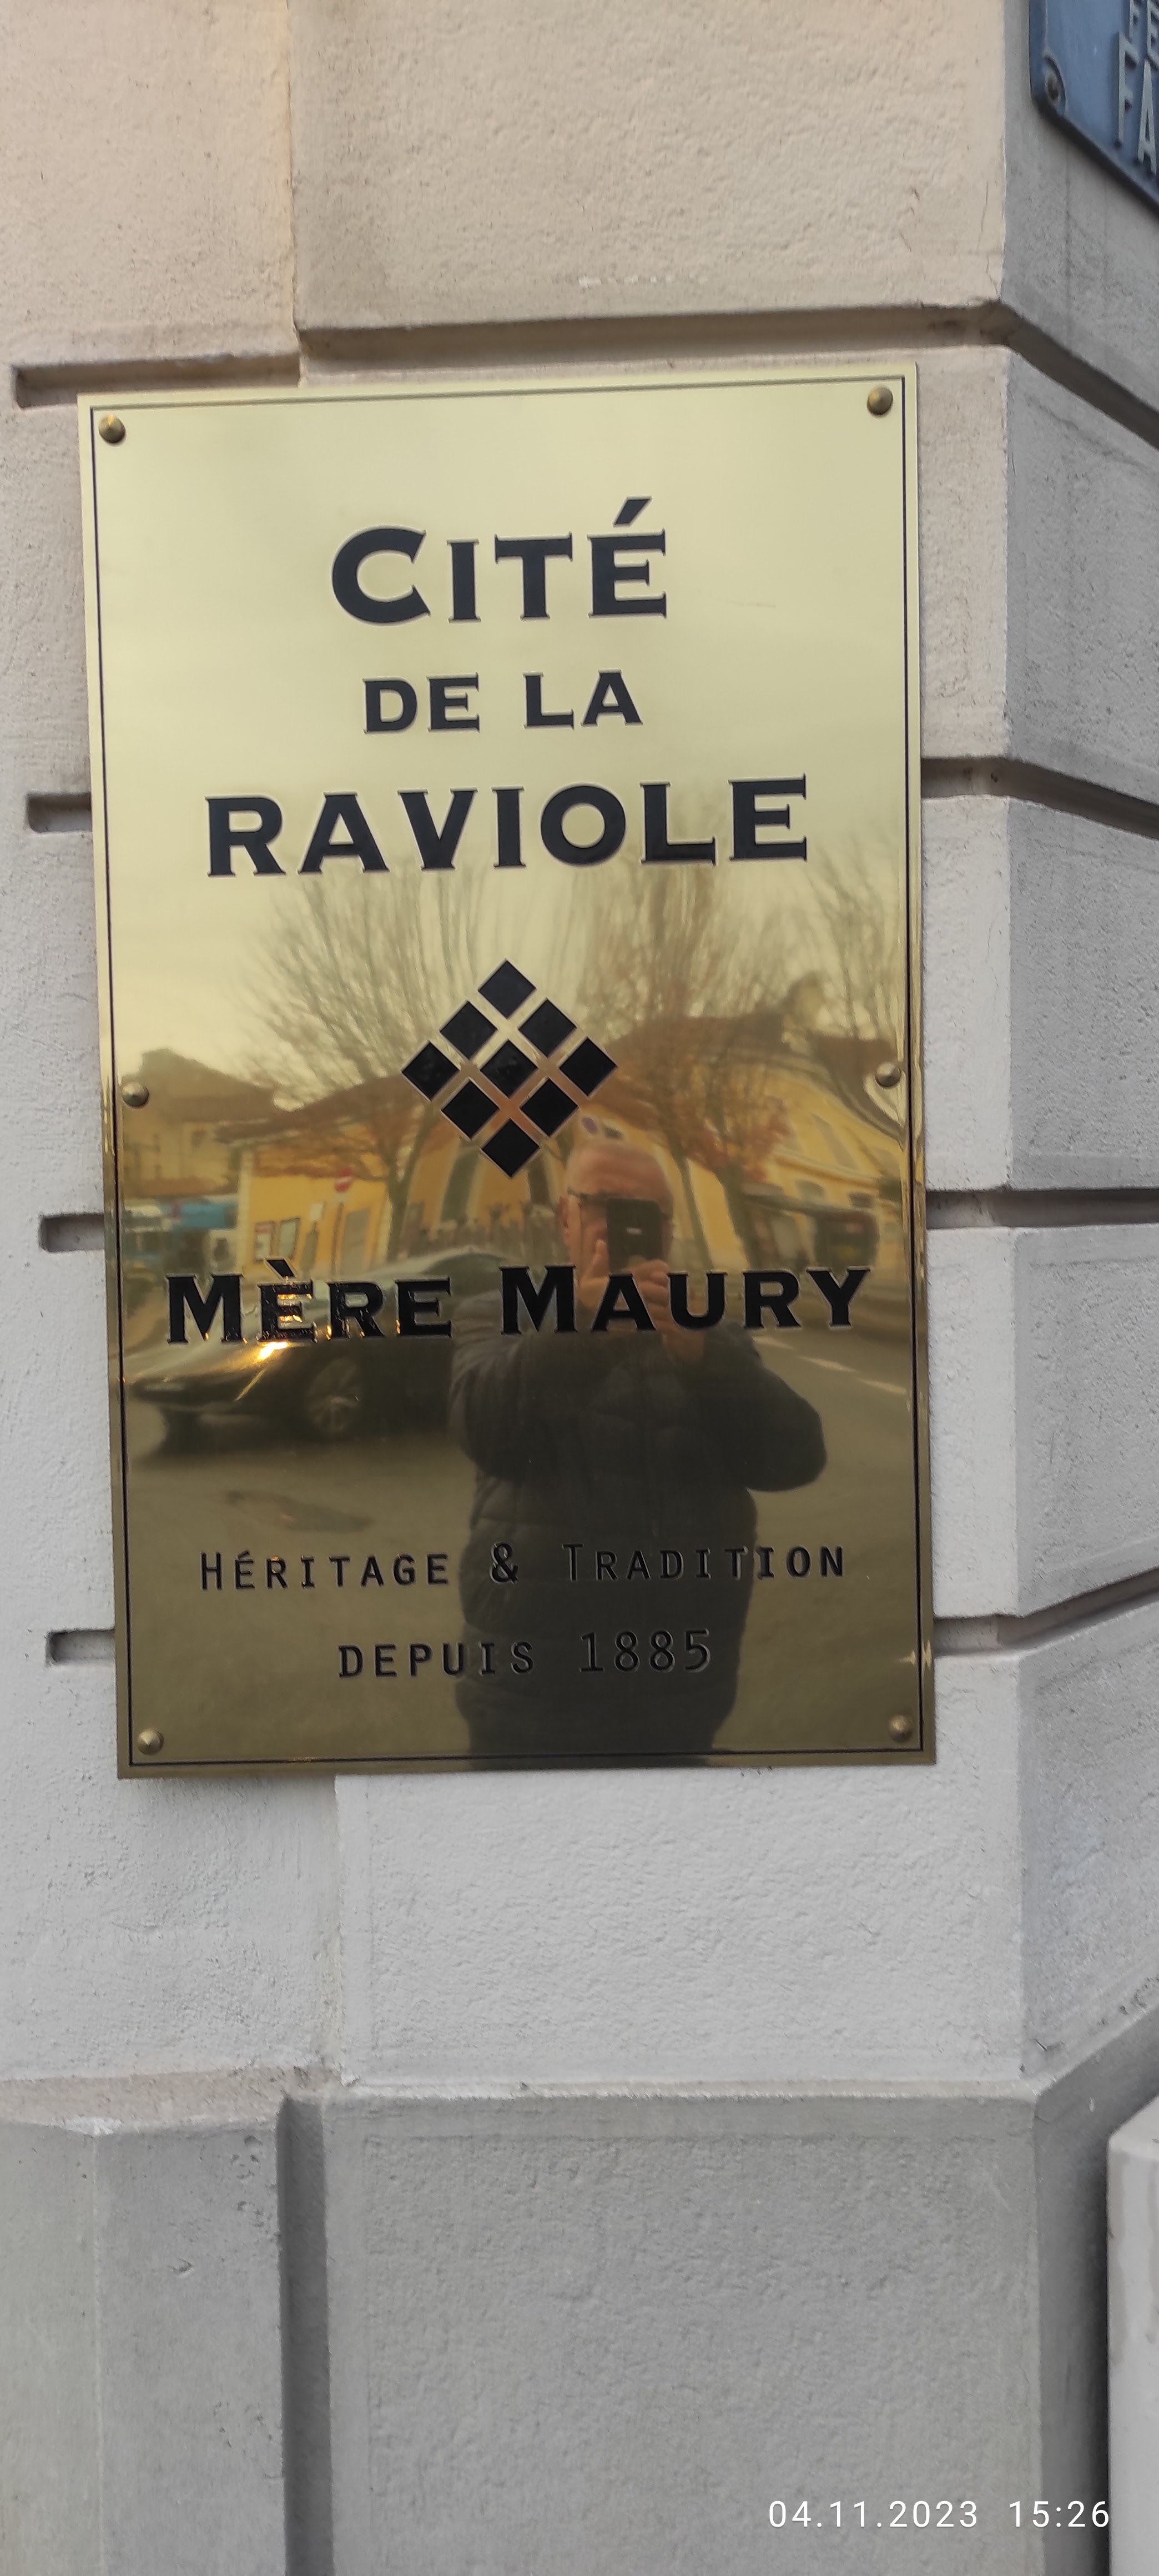 CITÉ
DE LA
RAVIOLE
MÈRE MAURY
HÉRITAGE & TRADITION
DEPUIS 1885
04.11.2023 15:26